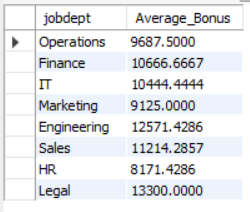 jobdept Average_Bonus
Operations 9687.5000
Finance 10666.6667
IT 10444.4444
Marketing 9125.0000
Engineering 12571.4286
Sales 11214.2857
HR 8171.4286
Legal 13300.0000